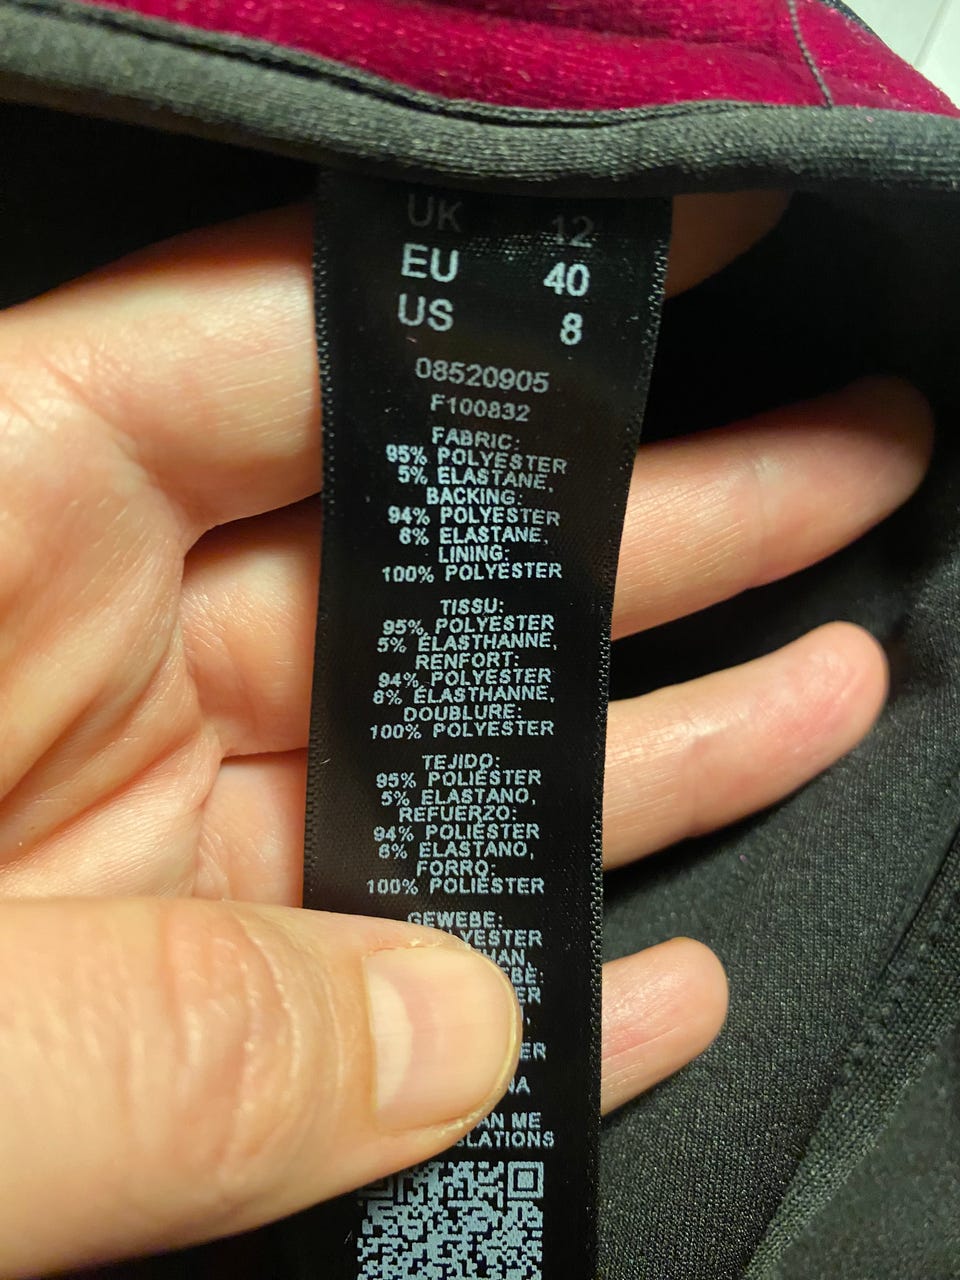 UK 12
EU 40
US 8
08520905
F100832
FABRIC:
95% POLYESTER
5% ELASTANE,
BACKING:
94% POLYESTER
6% ELASTANE,
LINING:
100% POLYESTER
TISSU:
95% POLYESTER
5% ÉLASTHANNE,
RENFORT:
94% POLYESTER
6% ÉLASTHANNE,
DOUBLURE:
100% POLYESTER
TEJIDO:
95% POLIÉSTER
5% ELASTANO,
REFUERZO:
94% POLIÉSTER
6% ELASTANO,
FORRO:
100% POLIÉSTER
GEWEBE:
ME